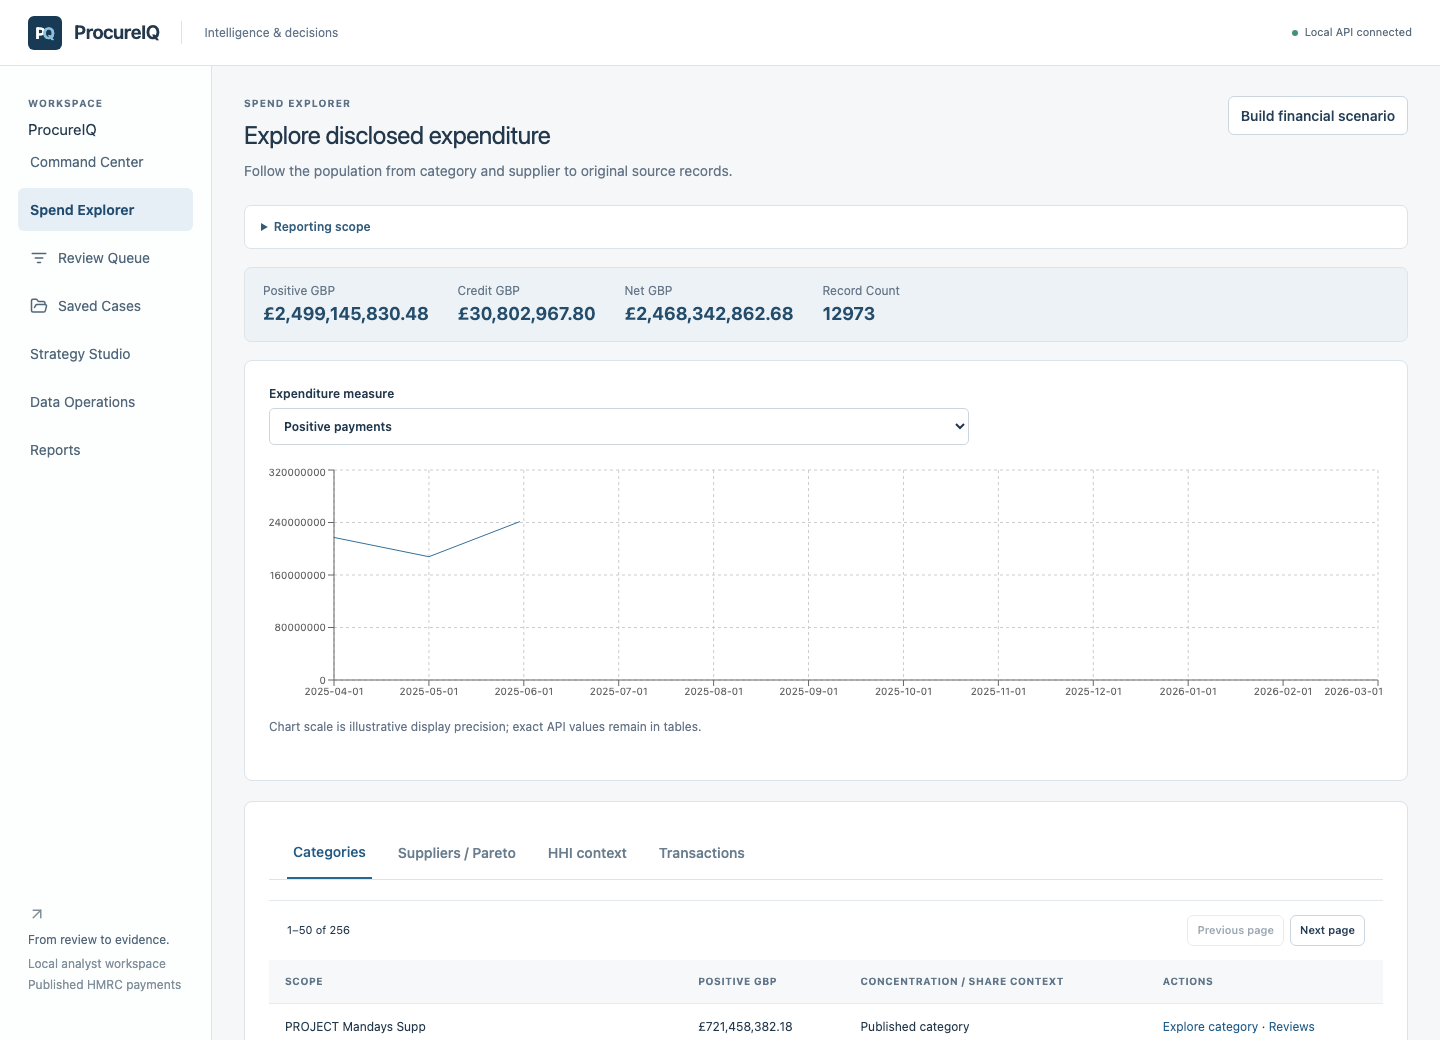 PQ ProcureIQ
Intelligence & decisions
Local API connected
WORKSPACE
ProcureIQ
Command Center
Spend Explorer
Review Queue
Saved Cases
Strategy Studio
Data Operations
Reports
From review to evidence.
Local analyst workspace
Published HMRC payments
SPEND EXPLORER
Explore disclosed expenditure
Follow the population from category and supplier to original source records.
Build financial scenario
Reporting scope
Positive GBP
£2,499,145,830.48
Credit GBP
£30,802,967.80
Net GBP
£2,468,342,862.68
Record Count
12973
Expenditure measure
Positive payments
320000000
240000000
160000000
80000000
0
2025-04-01 2025-05-01 2025-06-01 2025-07-01 2025-08-01 2025-09-01 2025-10-01 2025-11-01 2025-12-01 2026-01-01 2026-02-01 2026-03-01
Chart scale is illustrative display precision; exact API values remain in tables.
Categories Suppliers / Pareto HHI context Transactions
1–50 of 256
Previous page Next page
SCOPE POSITIVE GBP CONCENTRATION / SHARE CONTEXT ACTIONS
PROJECT Mandays Supp £721,458,382.18 Published category Explore category · Reviews